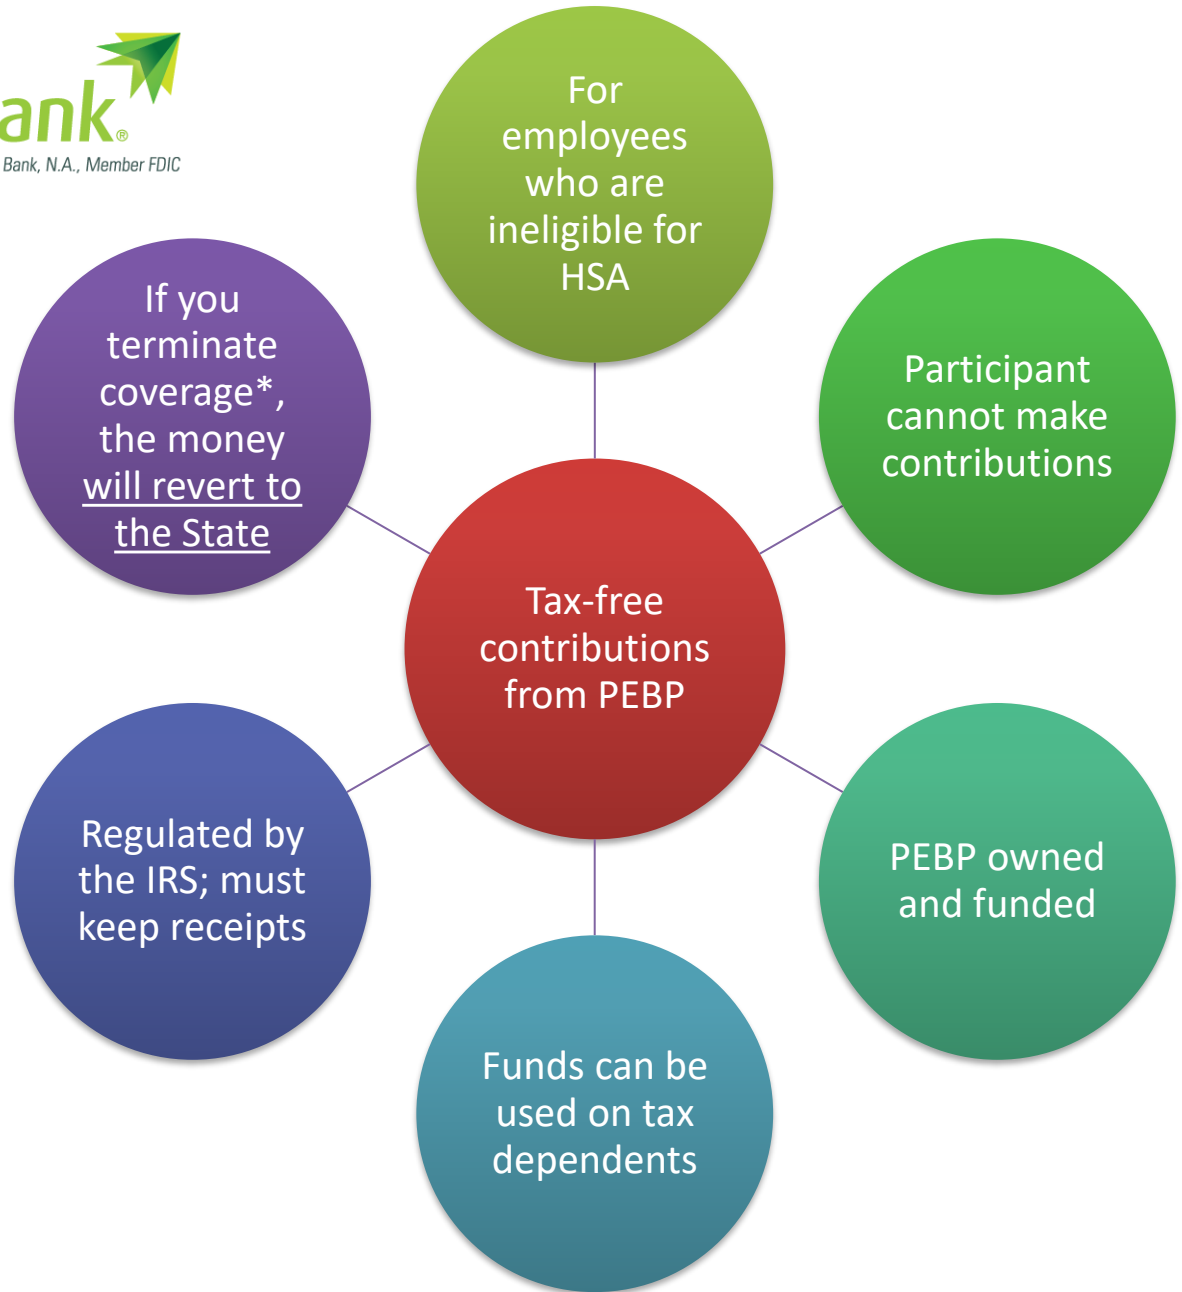 ank®
Bank, N.A., Member FDIC
For
employees
who are
ineligible for
HSA
Participant
cannot make
contributions
PEBP owned
and funded
Funds can be
used on tax
dependents
Regulated by
the IRS; must
keep receipts
If you
terminate
coverage*,
the money
will revert to
the State
Tax-free
contributions
from PEBP